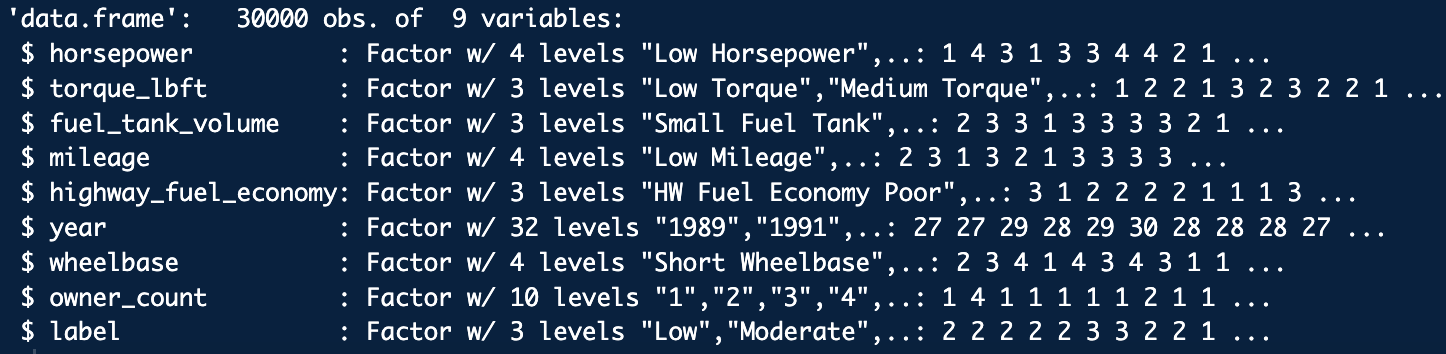 'data.frame':   30000 obs. of  9 variables:
 $ horsepower          : Factor w/ 4 levels "Low Horsepower",..: 1 4 3 1 3 3 4 4 2 1 ...
 $ torque_lbft         : Factor w/ 3 levels "Low Torque","Medium Torque",..: 1 2 2 1 3 2 3 2 2 1 ...
 $ fuel_tank_volume    : Factor w/ 3 levels "Small Fuel Tank",..: 2 3 3 1 3 3 3 3 2 1 ...
 $ mileage             : Factor w/ 4 levels "Low Mileage",..: 2 3 1 3 2 1 3 3 3 3 ...
 $ highway_fuel_economy: Factor w/ 3 levels "HW Fuel Economy Poor",..: 3 1 2 2 2 2 1 1 1 3 ...
 $ year                : Factor w/ 32 levels "1989","1991",..: 27 27 29 28 29 30 28 28 28 27 ...
 $ wheelbase           : Factor w/ 4 levels "Short Wheelbase",..: 2 3 4 1 4 3 4 3 1 1 ...
 $ owner_count         : Factor w/ 10 levels "1","2","3","4",..: 1 4 1 1 1 1 1 2 1 1 ...
 $ label               : Factor w/ 3 levels "Low","Moderate",..: 2 2 2 2 2 3 3 2 2 1 ...